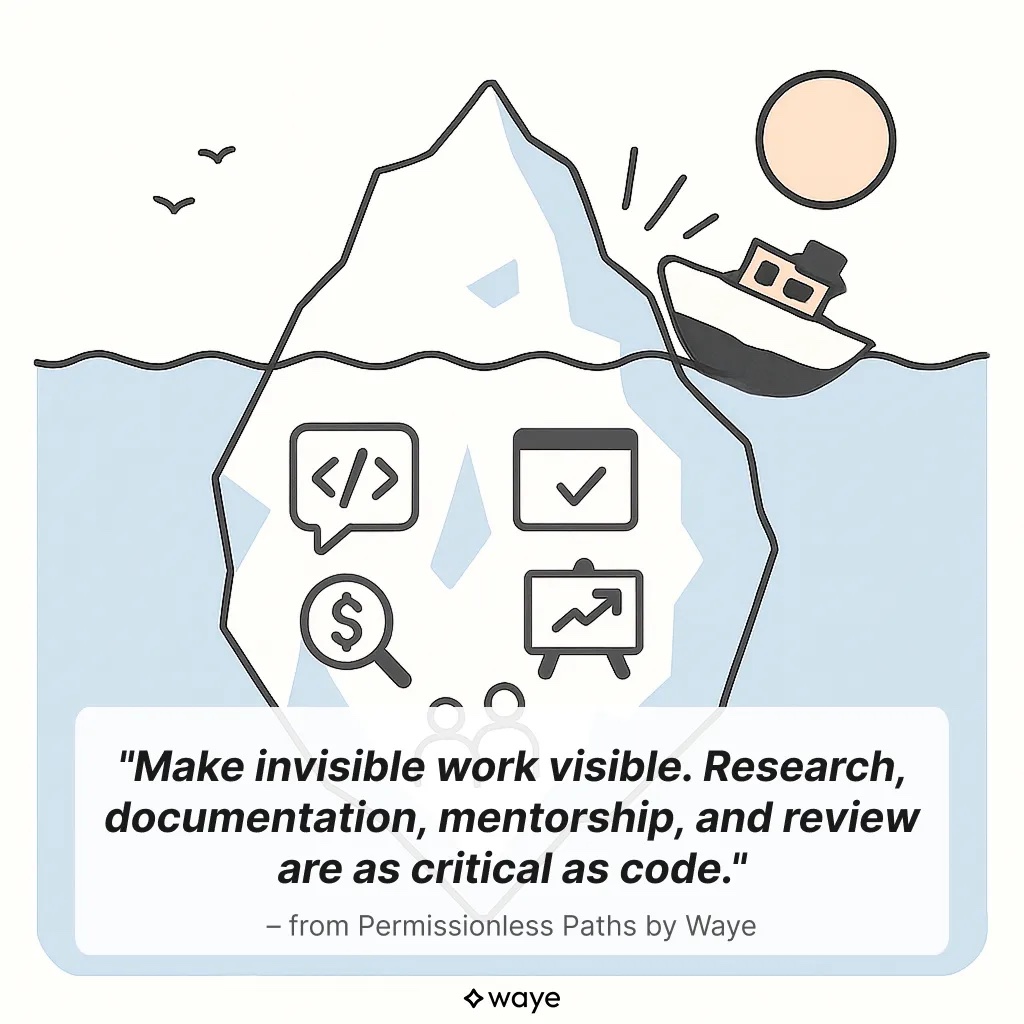 </>
$
"Make invisible work visible. Research,
documentation, mentorship, and review
are as critical as code."
– from Permissionless Paths by Waye
waye